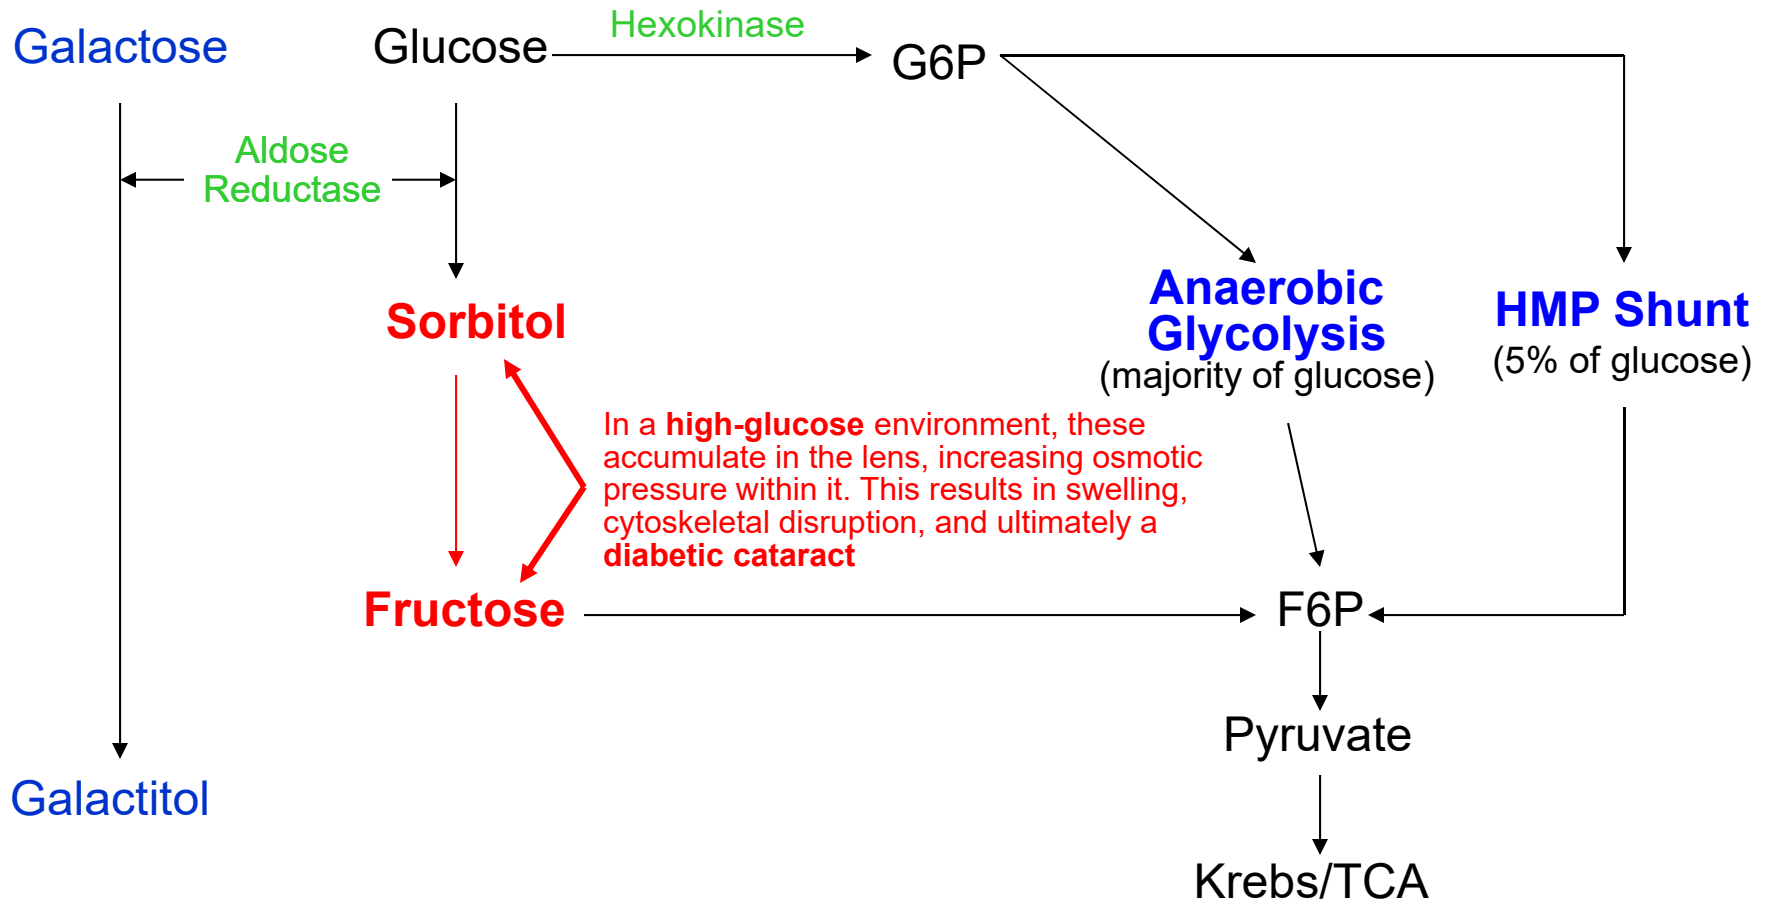 Galactose
Glucose
Hexokinase
G6P
Aldose
Reductase
Sorbitol
Anaerobic
Glycolysis
(majority of glucose)
HMP Shunt
(5% of glucose)
In a high-glucose environment, these
accumulate in the lens, increasing osmotic
pressure within it. This results in swelling,
cytoskeletal disruption, and ultimately a
diabetic cataract
Fructose
F6P
Pyruvate
Galactitol
Krebs/TCA